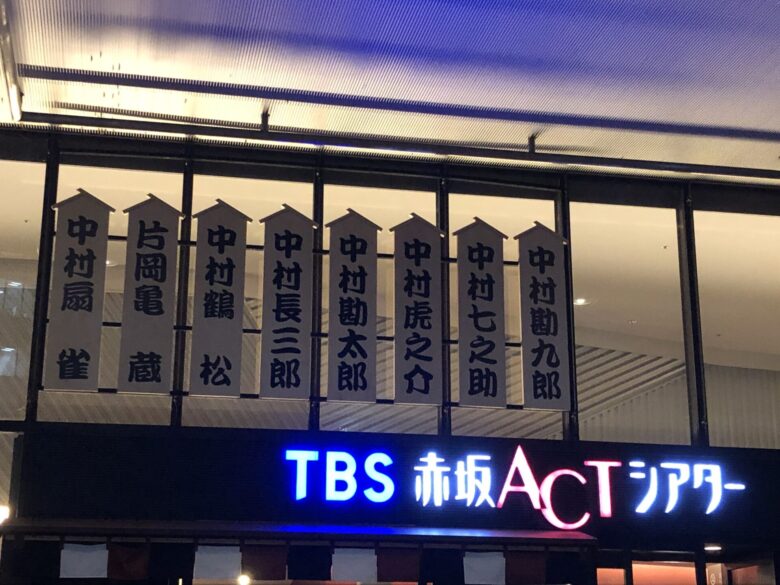 中村勘九郎
中村七之助
中村虎之介
中村勘太郎
中村長三郎
中村鶴松
片岡亀蔵
中村扇雀
TBS 赤坂ACTシアター